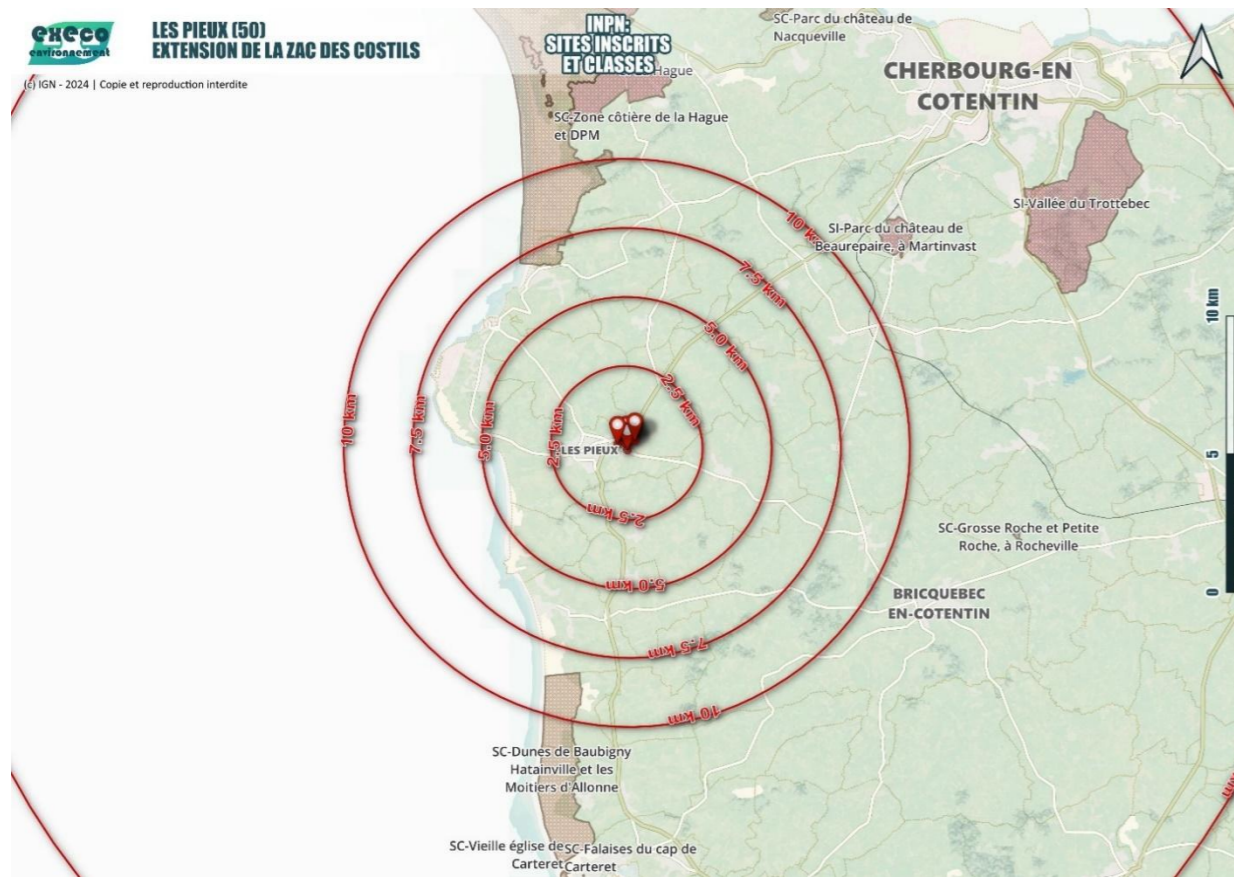 execo
environnement
LES PIEUX (50)
EXTENSION DE LA ZAC DES COSTILS
INPN:
SITES INSCRITS
ET CLASSES
(c) IGN - 2024 | Copie et reproduction interdite
SC-Parc du château de
Nacqueville
Hague
CHERBOURG-EN
COTENTIN
SC-Zone côtière de la Hague
et DPM
SI-Vallée du Trottebec
SI-Parc du château de
Beaurepaire, à Martinvast
10 km
7.5 km
5.0 km
2.5 km
10 km
7.5 km
5.0 km
2.5 km
LES PIEUX
2.5 km
5.0 km
7.5 km
10 km
10 km
5
0
SC-Grosse Roche et Petite
Roche, à Rocheville
BRICQUEBEC
EN-COTENTIN
SC-Dunes de Baubigny
Hatainville et les
Moitiers d'Allonne
SC-Vieille église de
Carteret
SC-Falaises du cap de
Carteret
km